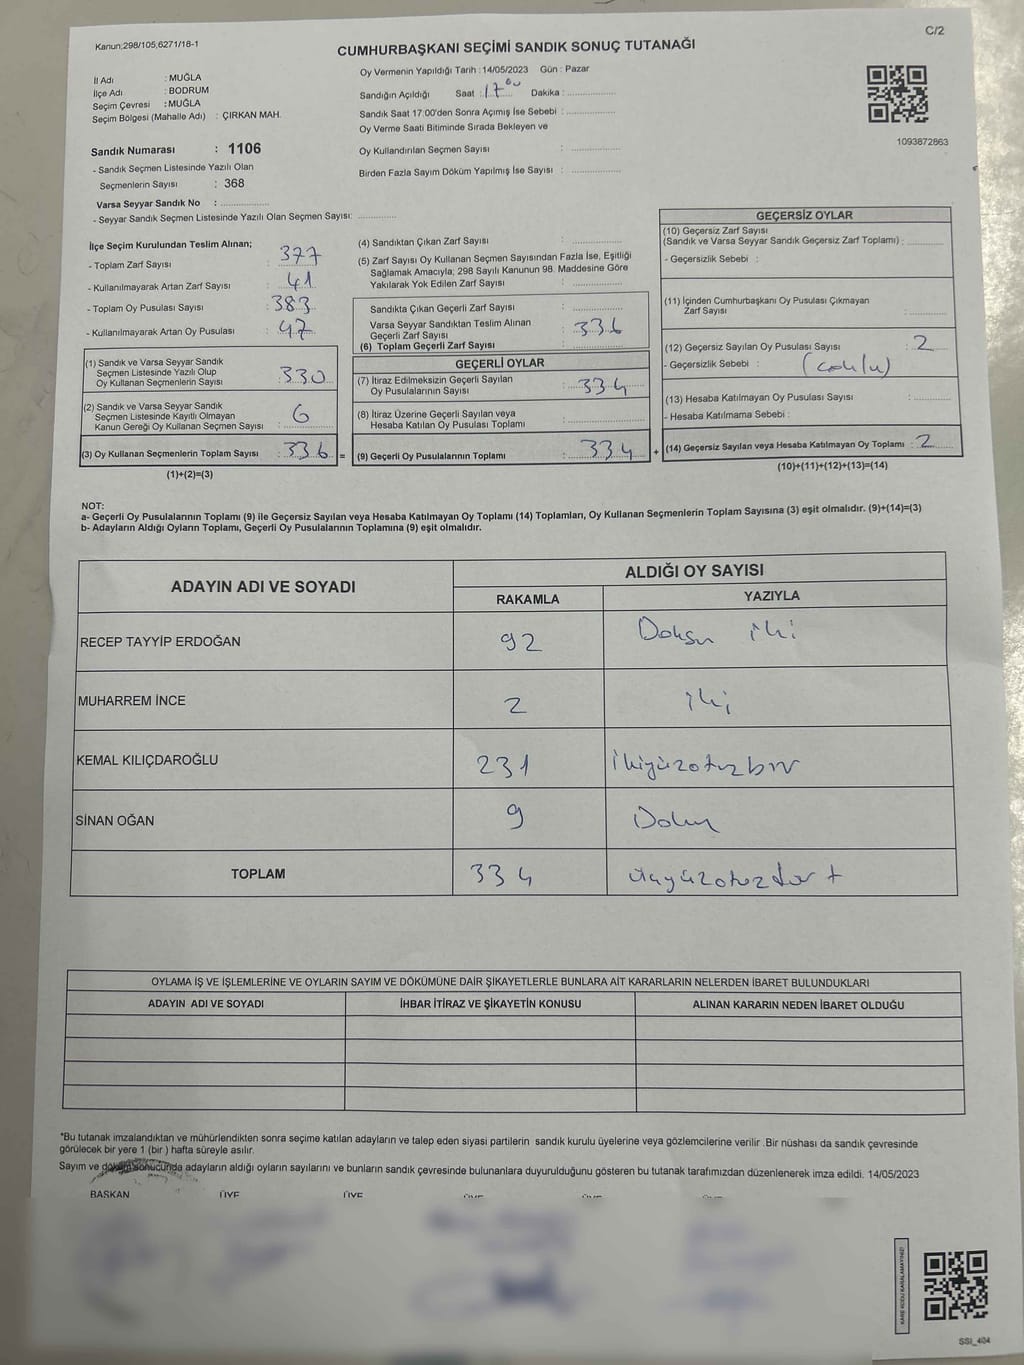 Kanun;298/105,6271/18-1
C/2
CUMHURBAŞKANI SEÇİMİ SANDIK SONUÇ TUTANAĞI
İl Adı : MUĞLA
İlçe Adı : BODRUM
Seçim Çevresi : MUĞLA
Seçim Bölgesi (Mahalle Adı) : ÇIRKAN MAH.
Oy Vermenin Yapıldığı Tarih : 14/05/2023 Gün : Pazar
Sandığın Açıldığı Saat : 17 00 Dakika :
Sandık Saat 17:00'den Sonra Açımış İse Sebebi :
Oy Verme Saati Bitiminde Sırada Bekleyen ve
Oy Kullandırılan Seçmen Sayısı :
Birden Fazla Sayım Döküm Yapılmış İse Sayısı :
1093872863
Sandık Numarası : 1106
- Sandık Seçmen Listesinde Yazılı Olan
Seçmenlerin Sayısı : 368
Varsa Seyyar Sandık No :
- Seyyar Sandık Seçmen Listesinde Yazılı Olan Seçmen Sayısı:
İlçe Seçim Kurulundan Teslim Alınan;
- Toplam Zarf Sayısı : 377
- Kullanılmayarak Artan Zarf Sayısı : 41
- Toplam Oy Pusulası Sayısı : 383
- Kullanılmayarak Artan Oy Pusulası : 47
(1) Sandık ve Varsa Seyyar Sandık
Seçmen Listesinde Yazılı Olup
Oy Kullanan Seçmenlerin Sayısı : 330
(2) Sandık ve Varsa Seyyar Sandık
Seçmen Listesinde Kayıtlı Olmayan
Kanun Gereği Oy Kullanan Seçmen Sayısı : 6
(3) Oy Kullanan Seçmenlerin Toplam Sayısı : 336 =
(1)+(2)=(3)
(4) Sandıktan Çıkan Zarf Sayısı :
(5) Zarf Sayısı Oy Kullanan Seçmen Sayısından Fazla İse, Eşitliği
Sağlamak Amacıyla; 298 Sayılı Kanunun 98. Maddesine Göre
Yakılarak Yok Edilen Zarf Sayısı :
Sandıkta Çıkan Geçerli Zarf Sayısı :
Varsa Seyyar Sandıktan Teslim Alınan
Geçerli Zarf Sayısı : 336
(6) Toplam Geçerli Zarf Sayısı :
GEÇERLİ OYLAR
(7) İtiraz Edilmeksizin Geçerli Sayılan
Oy Pusulalarının Sayısı : 334
(8) İtiraz Üzerine Geçerli Sayılan veya
Hesaba Katılan Oy Pusulası Toplamı :
(9) Geçerli Oy Pusulalarının Toplamı : 334 +
GEÇERSİZ OYLAR
(10) Geçersiz Zarf Sayısı
(Sandık ve Varsa Seyyar Sandık Geçersiz Zarf Toplamı) :
- Geçersizlik Sebebi :
(11) İçinden Cumhurbaşkanı Oy Pusulası Çıkmayan
Zarf Sayısı :
(12) Geçersiz Sayılan Oy Pusulası Sayısı : 2
- Geçersizlik Sebebi :
(13) Hesaba Katılmayan Oy Pusulası Sayısı :
- Hesaba Katılmama Sebebi :
(14) Geçersiz Sayılan veya Hesaba Katılmayan Oy Toplamı : 2
(10)+(11)+(12)+(13)=(14)
NOT:
a- Geçerli Oy Pusulalarının Toplamı (9) ile Geçersiz Sayılan veya Hesaba Katılmayan Oy Toplamı (14) Toplamları, Oy Kullanan Seçmenlerin Toplam Sayısına (3) eşit olmalıdır. (9)+(14)=(3)
b- Adayların Aldığı Oyların Toplamı, Geçerli Oy Pusulalarının Toplamına (9) eşit olmalıdır.
ADAYIN ADI VE SOYADI
ALDIĞI OY SAYISI
RAKAMLA YAZIYLA
RECEP TAYYİP ERDOĞAN 92 Doksan iki
MUHARREM İNCE 2 iki
KEMAL KILIÇDAROĞLU 231 ikiyüzotuzbir
SİNAN OĞAN 9 Dokuz
TOPLAM 334 üçyüzotuzdört
OYLAMA İŞ VE İŞLEMLERİNE VE OYLARIN SAYIM VE DÖKÜMÜNE DAİR ŞİKAYETLERLE BUNLARA AİT KARARLARIN NELERDEN İBARET BULUNDUKLARI
ADAYIN ADI VE SOYADI İHBAR İTİRAZ VE ŞİKAYETİN KONUSU ALINAN KARARIN NEDEN İBARET OLDUĞU
*Bu tutanak imzalandıktan ve mühürlendikten sonra seçime katılan adayların ve talep eden siyasi partilerin sandık kurulu üyelerine veya gözlemcilerine verilir .Bir nüshası da sandık çevresinde
görülecek bir yere 1 (bir ) hafta süreyle asılır.
Sayım ve döküm sonucunda adayların aldığı oyların sayılarını ve bunların sandık çevresinde bulunanlara duyurulduğunu gösteren bu tutanak tarafımızdan düzenlenerek imza edildi. 14/05/2023
BAŞKAN ÜYE ÜYE
KARE KODU KARALAMAYINIZ!
SSI_404